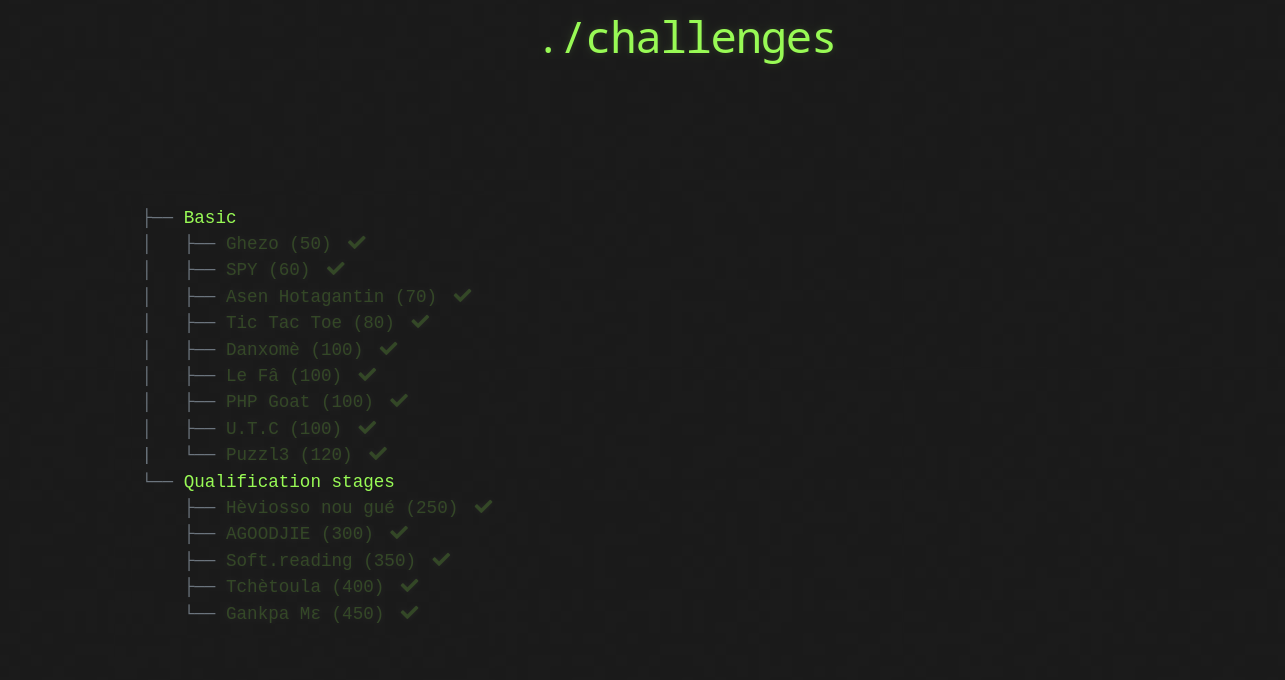 ./challenges
├── Basic
│   ├── Ghezo (50) ✔
│   ├── SPY (60) ✔
│   ├── Asen Hotagantin (70) ✔
│   ├── Tic Tac Toe (80) ✔
│   ├── Danxomè (100) ✔
│   ├── Le Fâ (100) ✔
│   ├── PHP Goat (100) ✔
│   ├── U.T.C (100) ✔
|   └── Puzzl3 (120) ✔
└── Qualification stages
    ├── Hèviosso nou gué (250) ✔
    ├── AGOODJIE (300) ✔
    ├── Soft.reading (350) ✔
    ├── Tchètoula (400) ✔
    └── Gankpa Mɛ (450) ✔